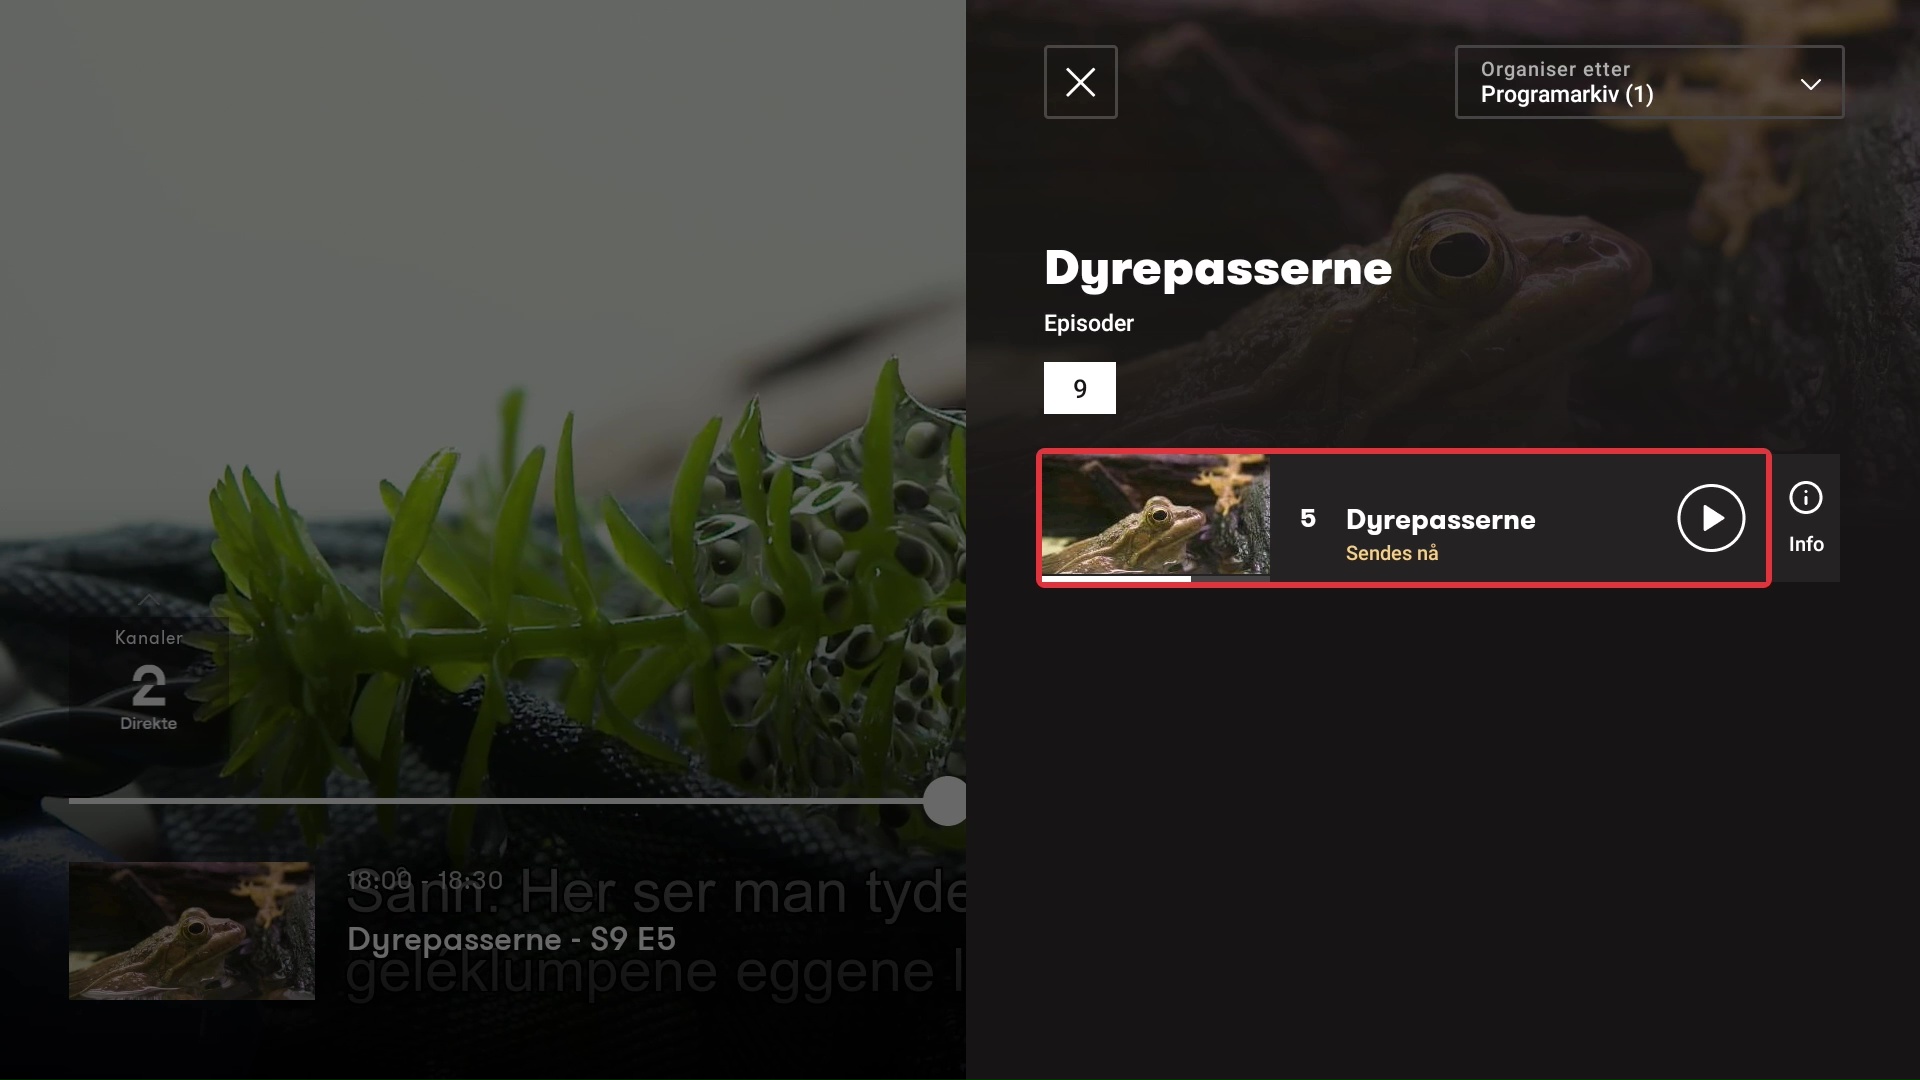 Organiser etter
Programarkiv (1)
Dyrepasserne
Episoder
9
5 Dyrepasserne
Sendes nå
Info
Kanaler
2
Direkte
18:00 - 18:30
Sånn. Her ser man tyde
Dyrepasserne - S9 E5
geléklumpene eggene l